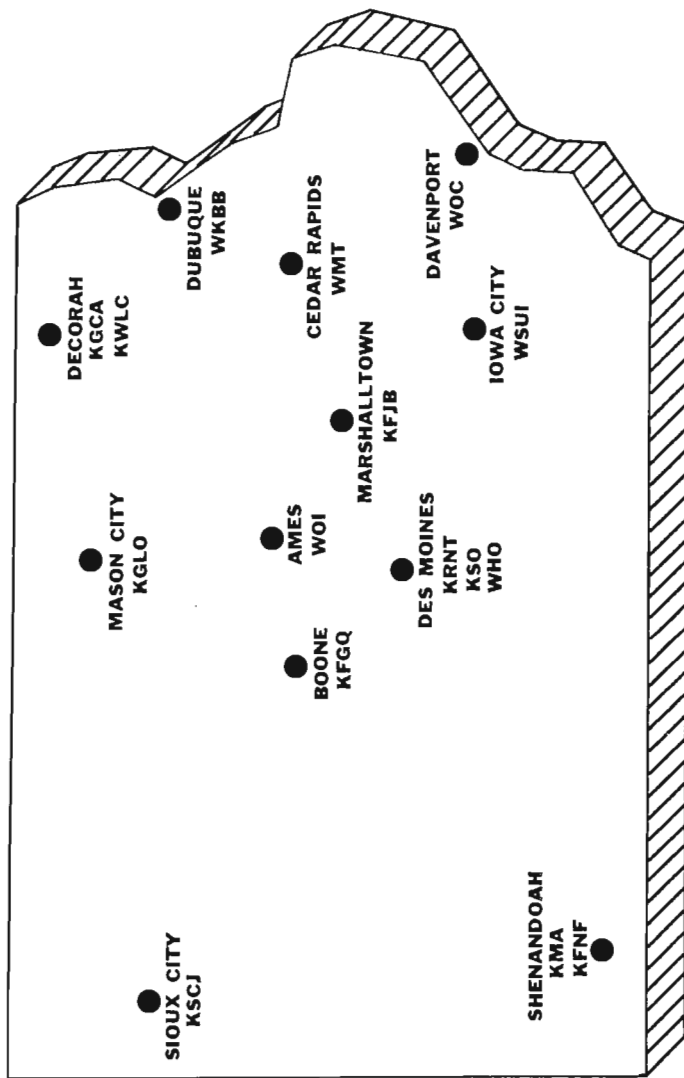 DECORAH
KGCA
KWLC
MASON CITY
KGLO
SIOUX CITY
KSCJ
DUBUQUE
WKBB
AMES
WOI
CEDAR RAPIDS
WMT
BOONE
KFGQ
MARSHALLTOWN
KFJB
DES MOINES
KRNT
KSO
WHO
DAVENPORT
WOC
IOWA CITY
WSUI
SHENANDOAH
KMA
KFNF